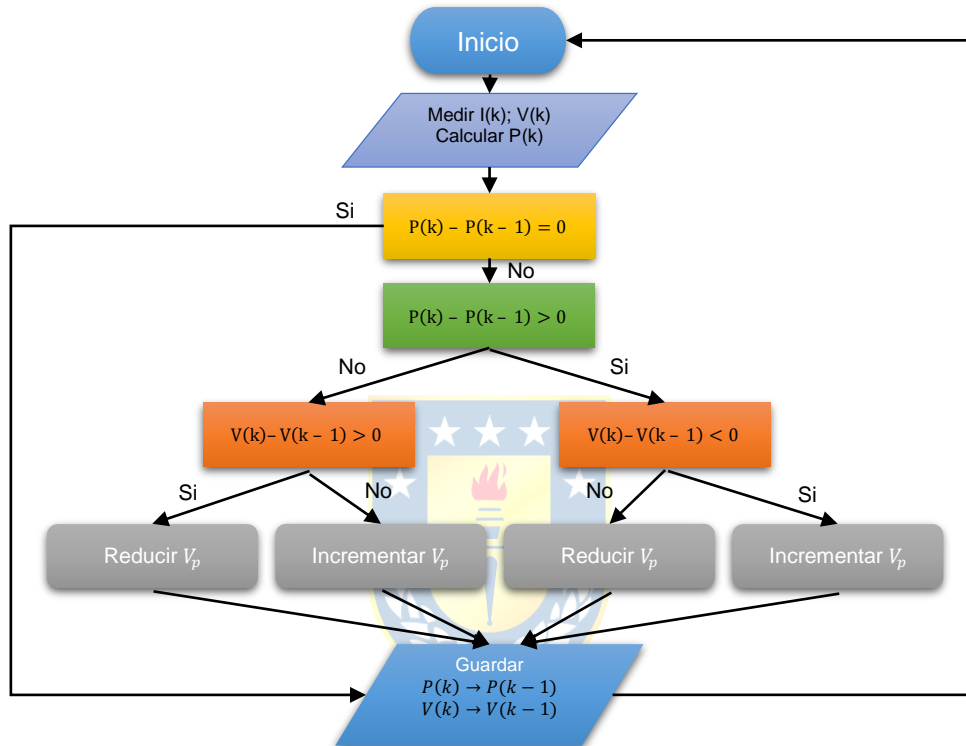 Inicio
Medir I(k); V(k)
Calcular P(k)
Si
P(k) – P(k – 1) = 0
No
P(k) – P(k – 1) > 0
No
Si
V(k)– V(k – 1) > 0
V(k)– V(k – 1) < 0
Si
No
No
Si
Reducir V_p
Incrementar V_p
Reducir V_p
Incrementar V_p
Guardar
P(k) → P(k − 1)
V(k) → V(k − 1)